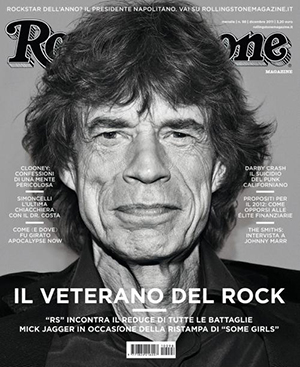 ROCKSTAR DELL'ANNO? IL PRESIDENTE NAPOLITANO. VAI SU ROLLINGSTONEMAGAZINE.IT
Rolling Stone
MAGAZINE
CLOONEY:
CONFESSIONI
DI UNA MENTE
PERICOLOSA
SIMONCELLI
L'ULTIMA
CHIACCHIERA
CON IL DR. COSTA
COME (E DOVE)
FU GIRATO
APOCALYPSE NOW
DARBY CRASH
IL SUICIDIO
DEL PUNK
CALIFORNIANO
PROPOSITI PER
IL 2012: COME
OPPORSI ALLE
ÉLITE FINANZIARIE
THE SMITHS:
INTERVISTA A
JOHNNY MARR
IL VETERANO DEL ROCK
"RS" INCONTRA IL REDUCE DI TUTTE LE BATTAGLIE
MICK JAGGER IN OCCASIONE DELLA RISTAMPA DI "SOME GIRLS"